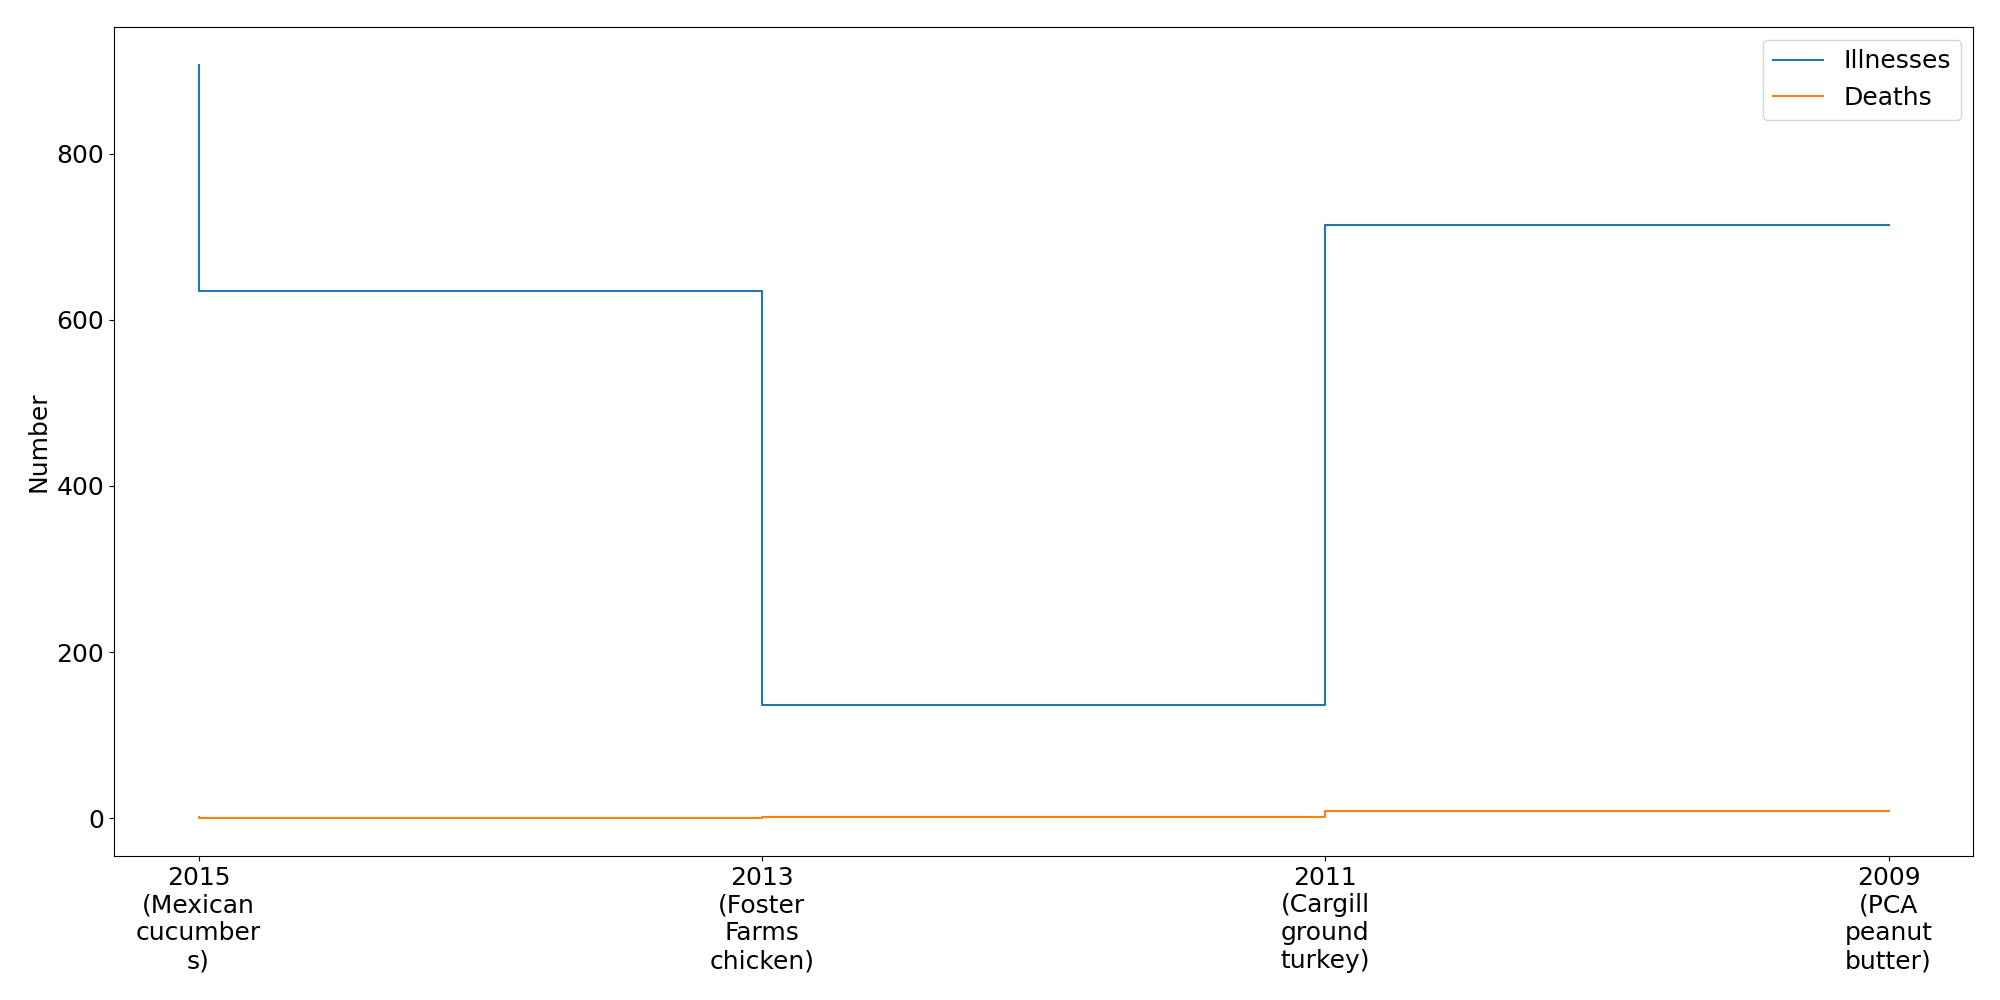 Illnesses
Deaths
800
600
400
200
0
Number
2015
(Mexican
cucumber
s)
2013
(Foster
Farms
chicken)
2011
(Cargill
ground
turkey)
2009
(PCA
peanut
butter)